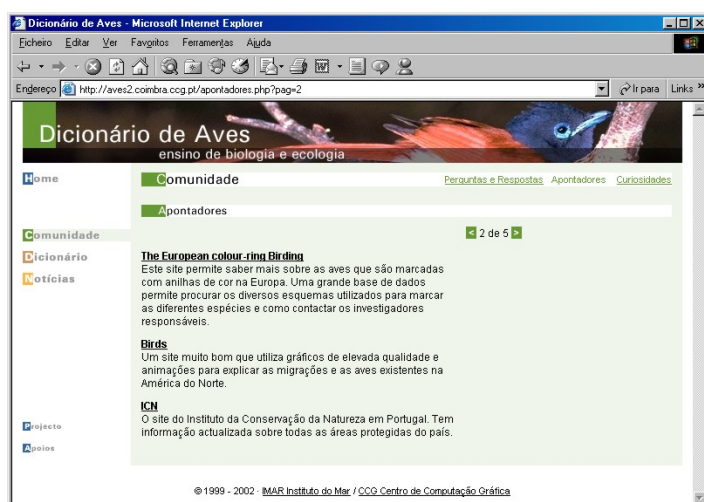 Dicionário de Aves - Microsoft Internet Explorer
Ficheiro Editar Ver Favoritos Ferramentas Ajuda
Endereço http://aves2.coimbra.ccg.pt/apontadores.php?pag=2 Ir para Links »
Dicionário de Aves
ensino de biologia e ecologia
Home
Comunidade
Perguntas e Respostas Apontadores Curiosidades
Apontadores
Comunidade
< 2 de 5 >
Dicionário
Notícias
The European colour-ring Birding
Este site permite saber mais sobre as aves que são marcadas
com anilhas de cor na Europa. Uma grande base de dados
permite procurar os diversos esquemas utilizados para marcar
as diferentes espécies e como contactar os investigadores
responsáveis.
Birds
Um site muito bom que utiliza gráficos de elevada qualidade e
animações para explicar as migrações e as aves existentes na
América do Norte.
ICN
O site do Instituto da Conservação da Natureza em Portugal. Tem
informação actualizada sobre todas as áreas protegidas do país.
Projecto
Apoios
© 1999 - 2002 · IMAR Instituto do Mar / CCG Centro de Computação Gráfica